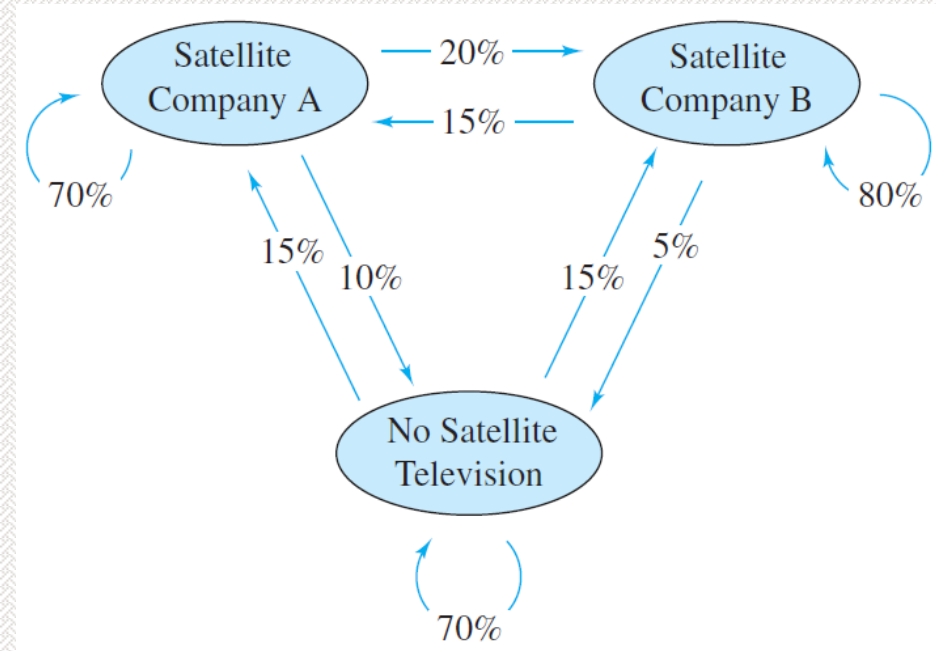 Satellite
Company A
20%
15%
Satellite
Company B
70%
80%
15%
10%
15%
5%
No Satellite
Television
70%